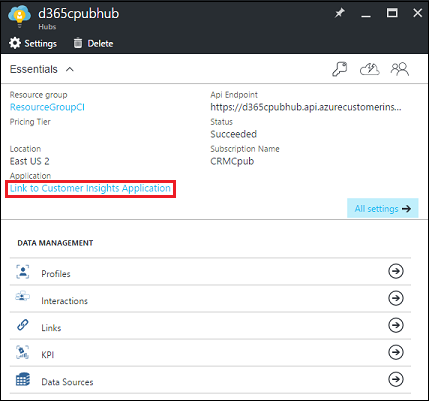 d365cpubhub
Hubs
Settings Delete
Essentials
Resource group Api Endpoint
ResourceGroupCI https://d365cpubhub.api.azurecustomerins...
Pricing Tier Status
Succeeded
Location Subscription Name
East US 2 CRMCpub
Application
Link to Customer Insights Application
All settings
DATA MANAGEMENT
Profiles
Interactions
Links
KPI
Data Sources